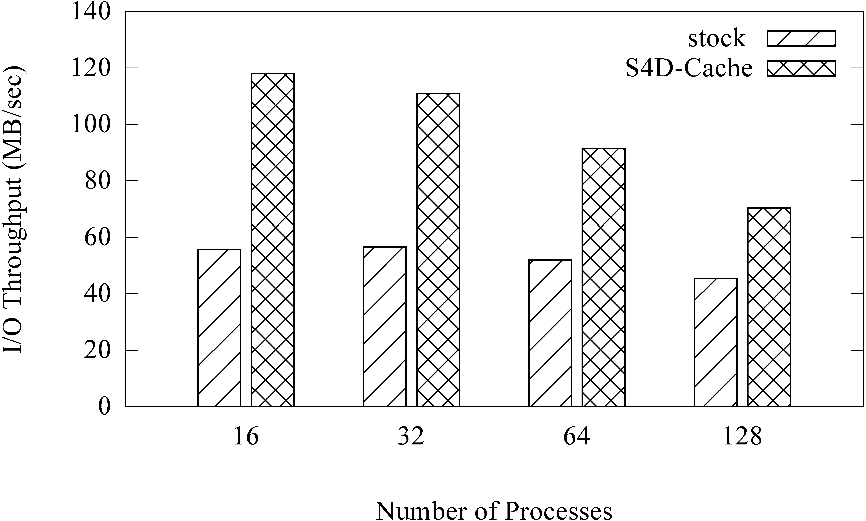 140
120
100
80
60
40
20
0
I/O Throughput (MB/sec)
stock
S4D-Cache
16 32 64 128
Number of Processes